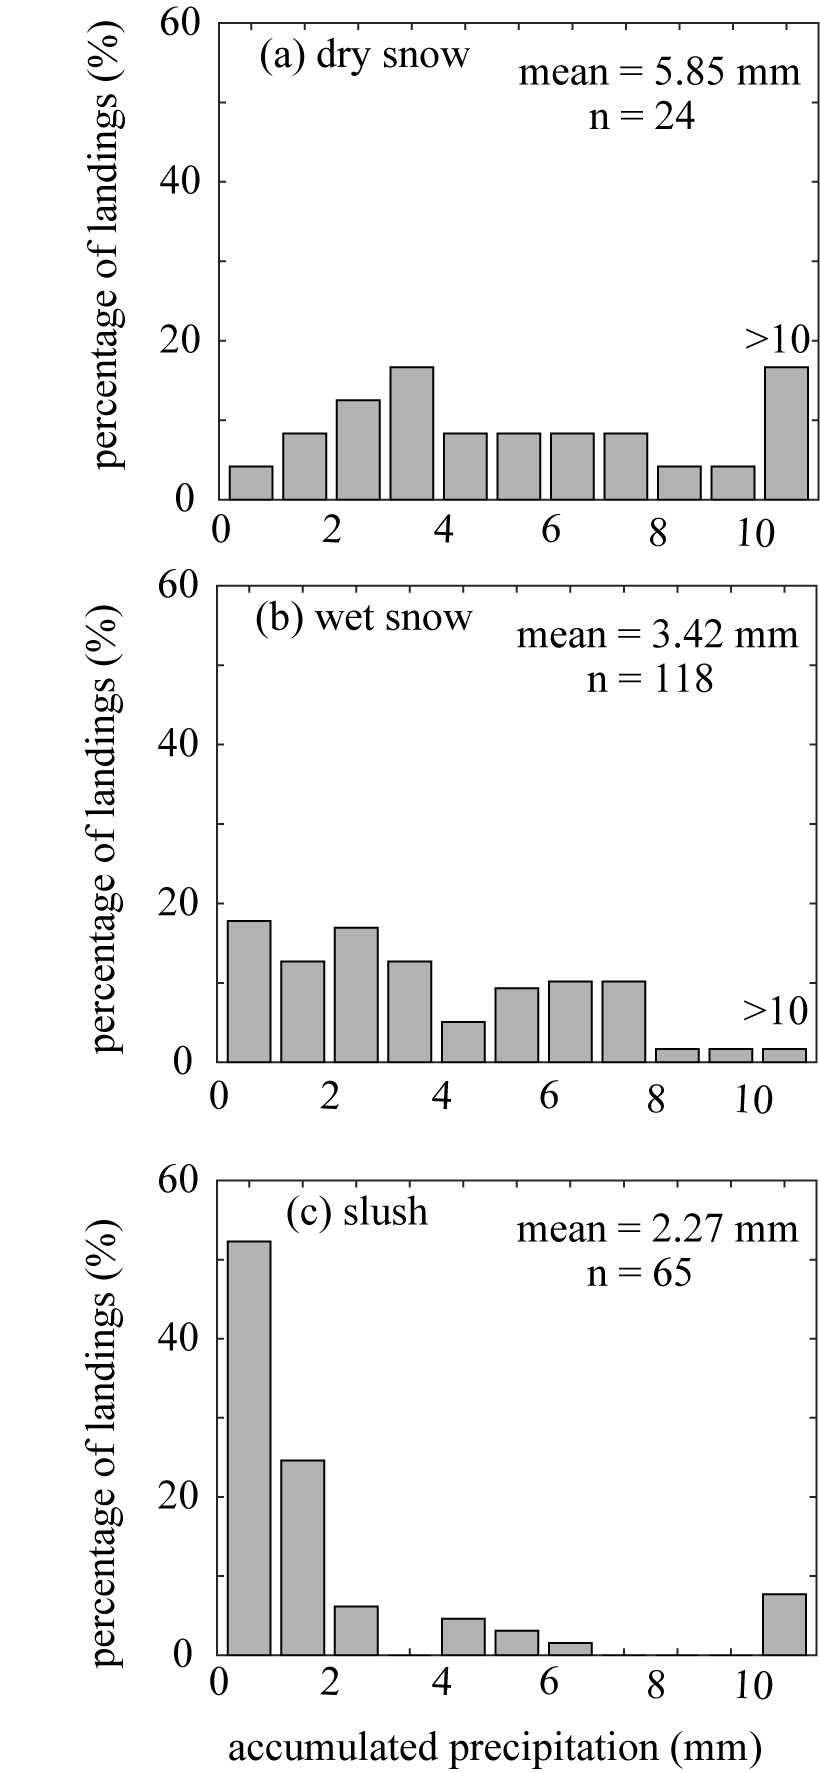 60
(a) dry snow
mean = 5.85 mm
n = 24
40
percentage of landings (%)
20
>10
0
0 2 4 6 8 10
60
(b) wet snow
mean = 3.42 mm
n = 118
40
percentage of landings (%)
20
>10
0
0 2 4 6 8 10
60
(c) slush
mean = 2.27 mm
n = 65
40
percentage of landings (%)
20
0
0 2 4 6 8 10
accumulated precipitation (mm)